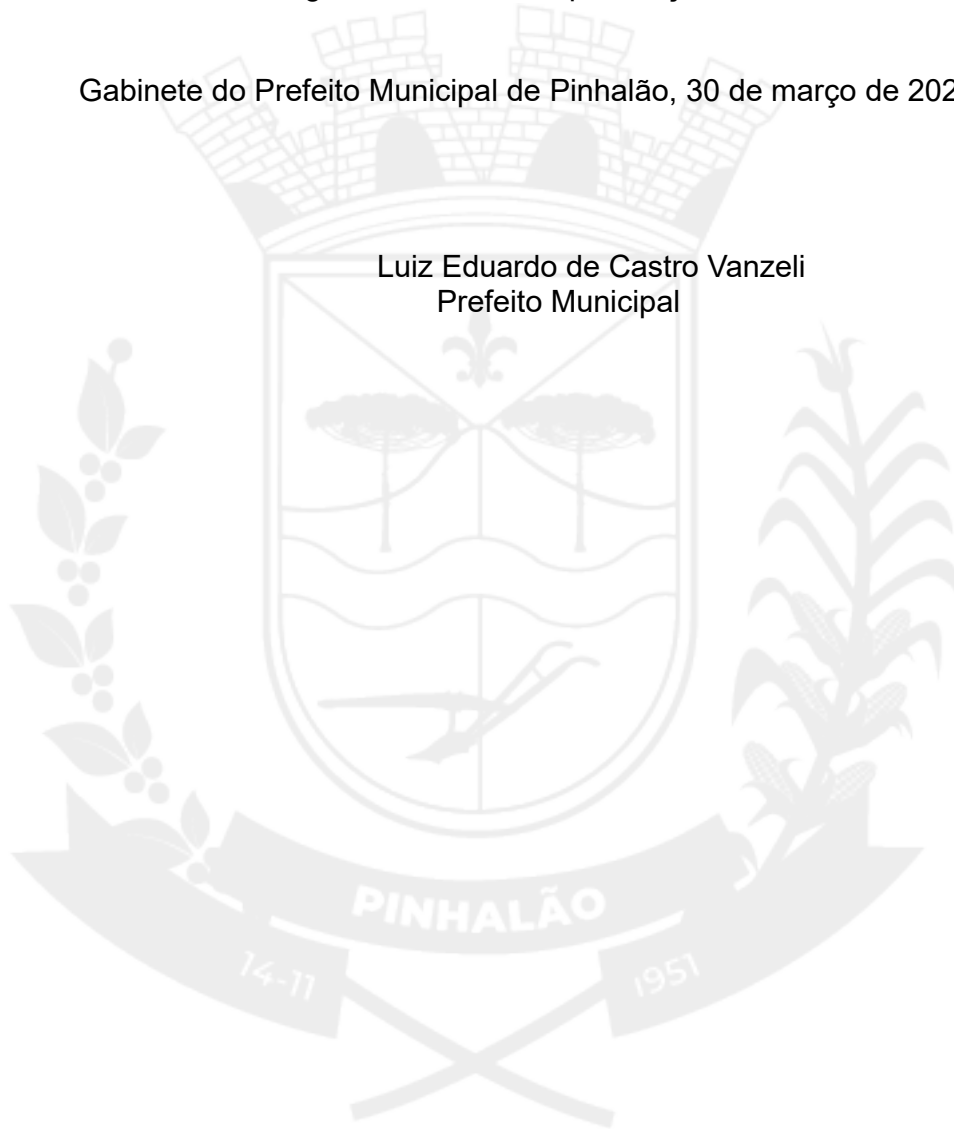 Gabinete do Prefeito Municipal de Pinhalão, 30 de março de 202
Luiz Eduardo de Castro Vanzeli
Prefeito Municipal
PINHALÃO
14-11
1951